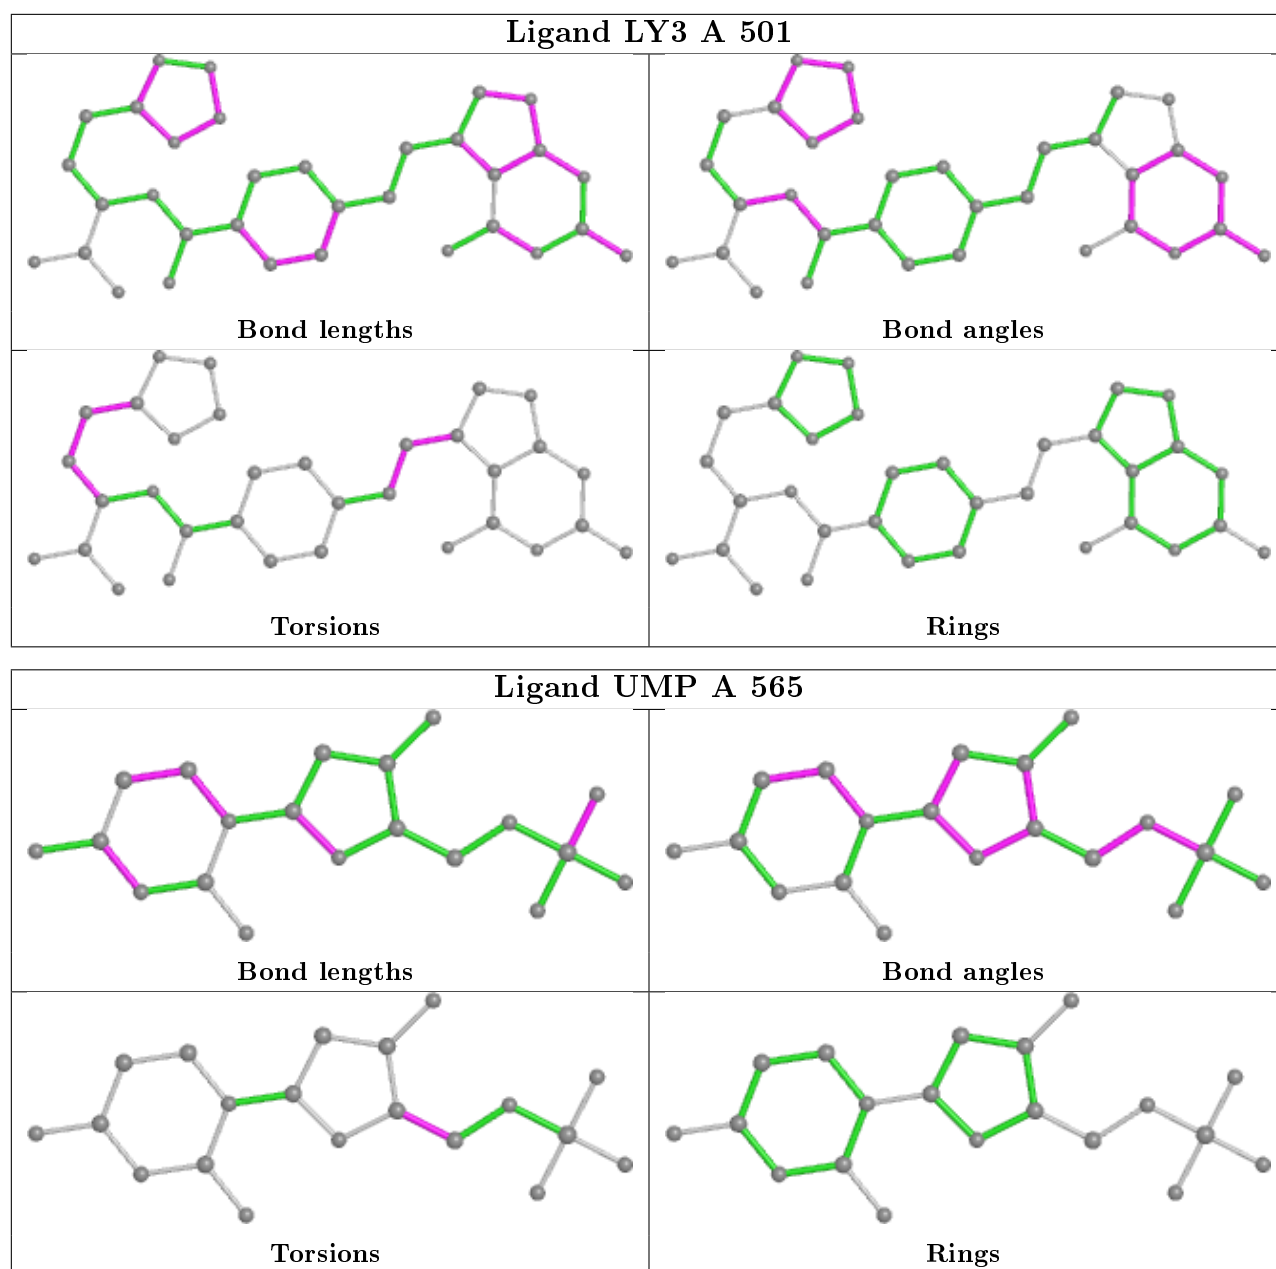 Ligand LY3 A 501
Bond lengths
Bond angles
Torsions
Rings
Ligand UMP A 565
Bond lengths
Bond angles
Torsions
Rings